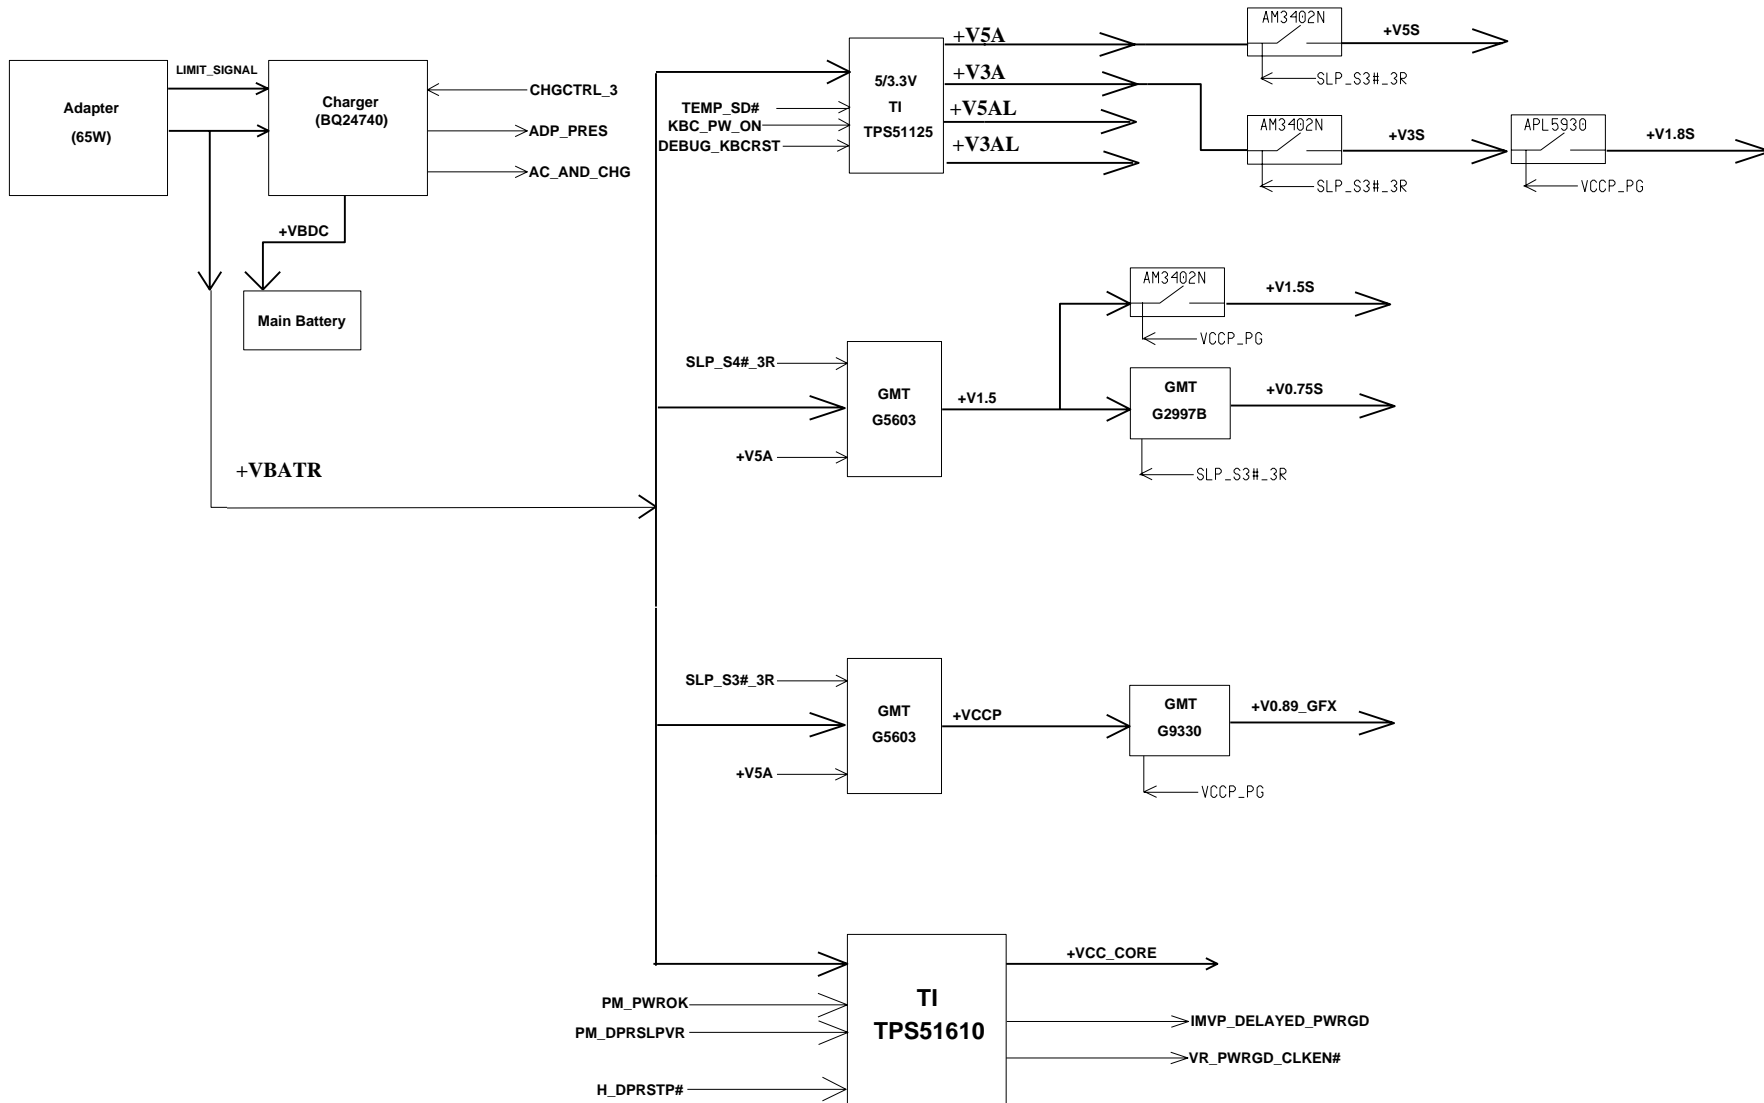 Adapter
(65W)
LIMIT_SIGNAL
Charger
(BQ24740)
CHGCTRL_3
ADP_PRES
AC_AND_CHG
+VBDC
Main Battery
+VBATR
TEMP_SD#
KBC_PW_ON
DEBUG_KBCRST
5/3.3V
TI
TPS51125
+V5A
+V3A
+V5AL
+V3AL
AM3402N
+V5S
SLP_S3#_3R
AM3402N
+V3S
SLP_S3#_3R
APL5930
+V1.8S
VCCP_PG
SLP_S4#_3R
+V5A
GMT
G5603
+V1.5
AM3402N
+V1.5S
VCCP_PG
GMT
G2997B
+V0.75S
SLP_S3#_3R
SLP_S3#_3R
+V5A
GMT
G5603
+VCCP
GMT
G9330
+V0.89_GFX
VCCP_PG
PM_PWROK
PM_DPRSLPVR
H_DPRSTP#
TI
TPS51610
+VCC_CORE
IMVP_DELAYED_PWRGD
VR_PWRGD_CLKEN#